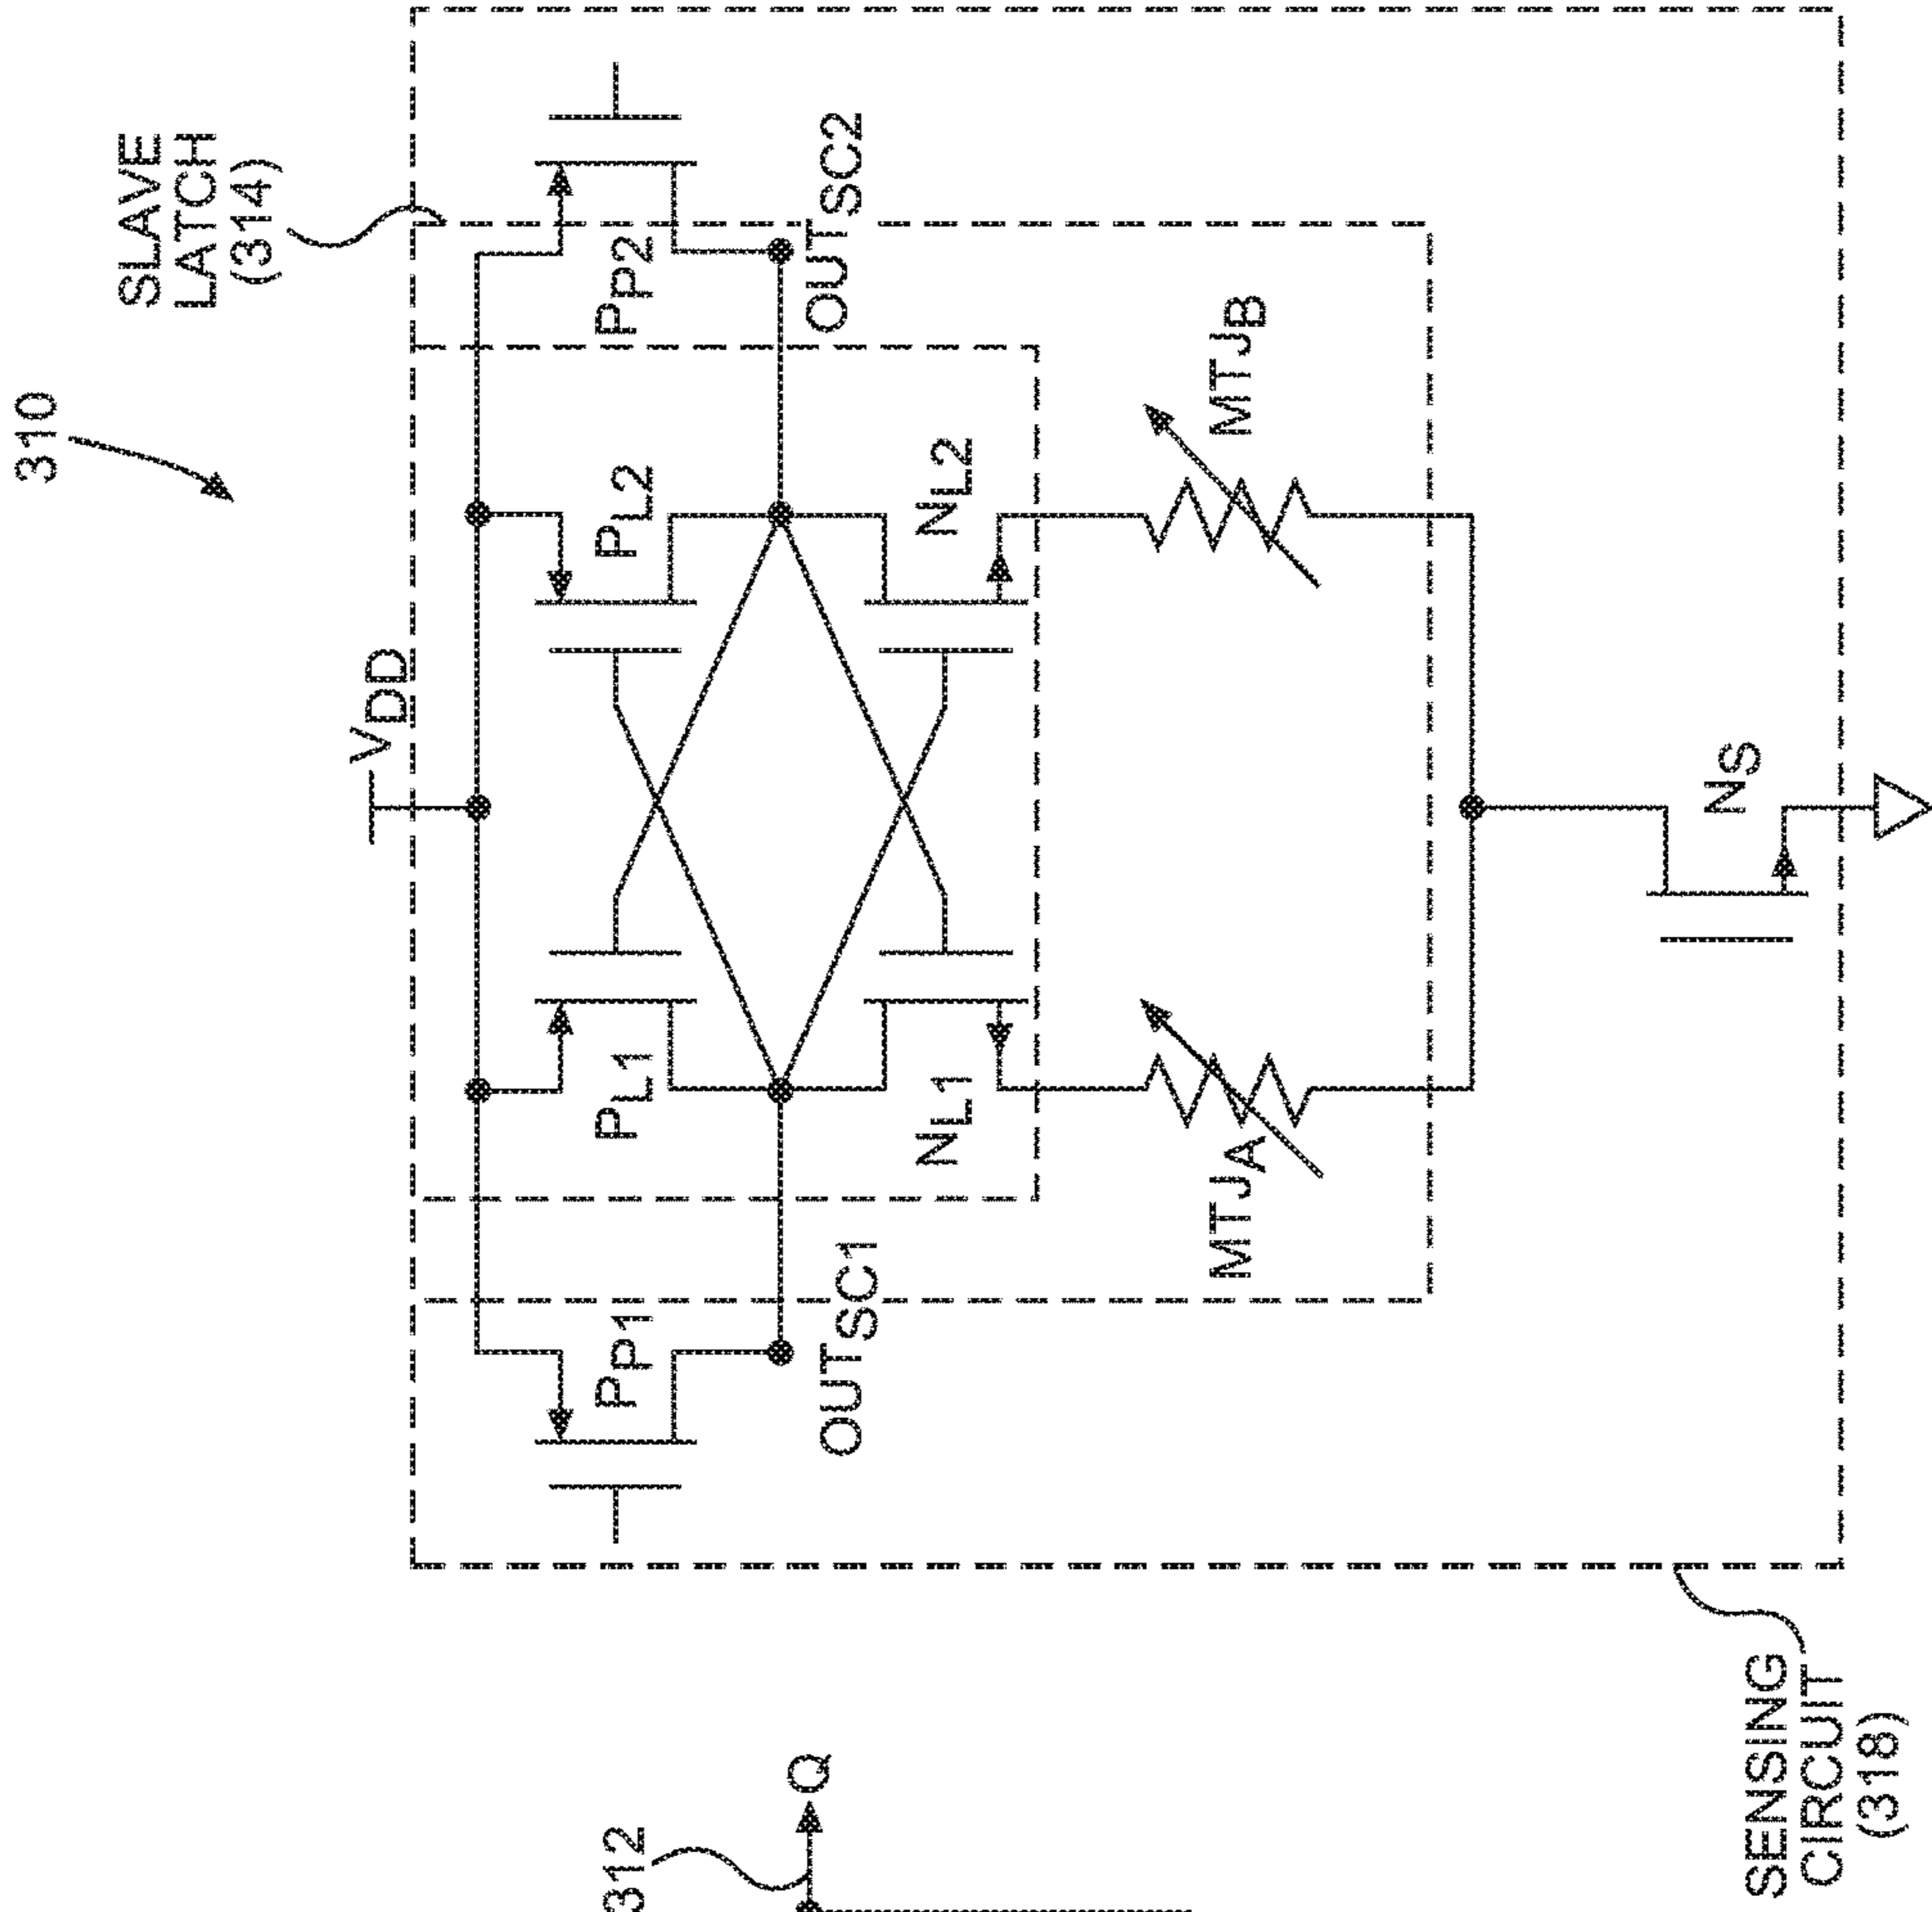 310
SLAVE
LATCH
(314)
VDD
PP1
PL1
PL2
PP2
OUTSC1
OUTSC2
NL1
NL2
MTJA
MTJB
NS
SENSING
CIRCUIT
(318)
312
Q